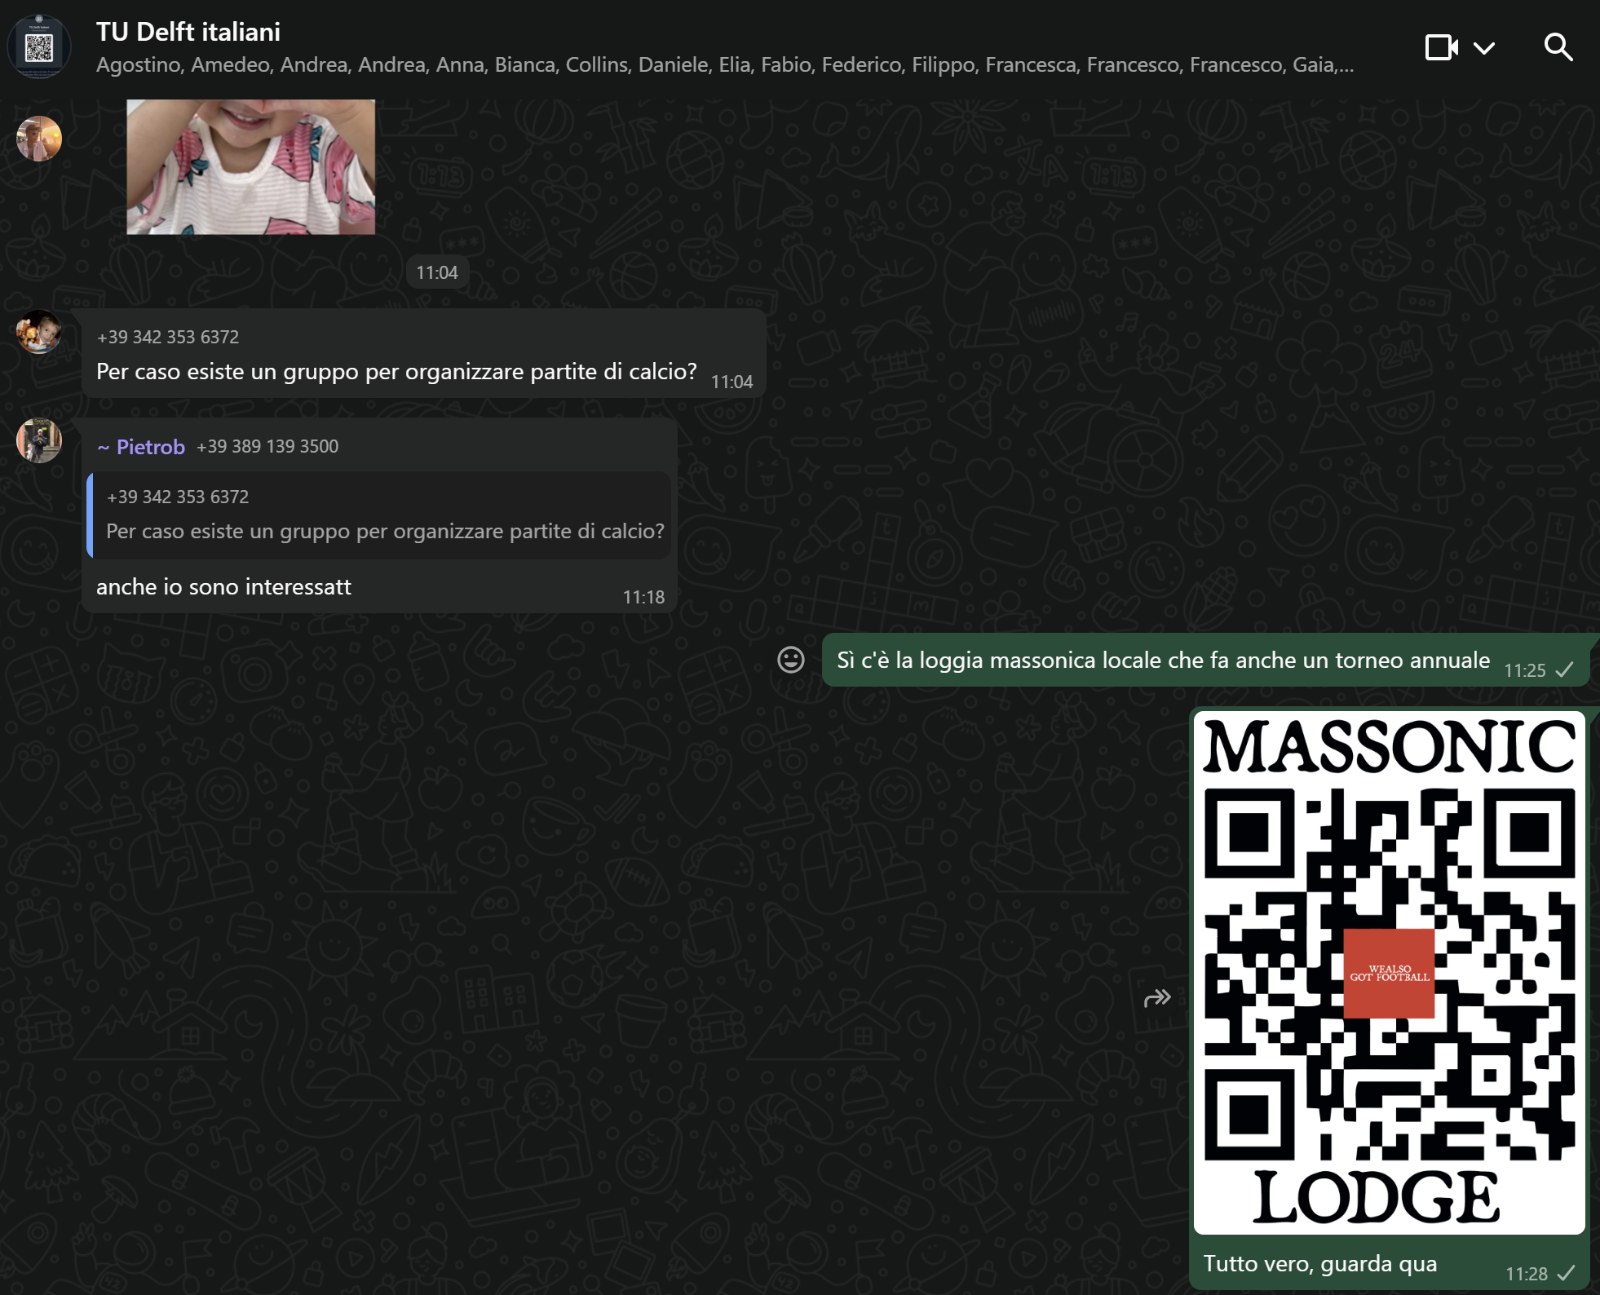 TU Delft italiani
Agostino, Amedeo, Andrea, Andrea, Anna, Bianca, Collins, Daniele, Elia, Fabio, Federico, Filippo, Francesca, Francesco, Francesco, Gaia,...
11:04
+39 342 353 6372
Per caso esiste un gruppo per organizzare partite di calcio?
11:04
~ Pietrob +39 389 139 3500
+39 342 353 6372
Per caso esiste un gruppo per organizzare partite di calcio?
anche io sono interessatt
11:18
Sì c'è la loggia massonica locale che fa anche un torneo annuale
11:25
MASSONIC
WEALSO
GOT FOOTBALL
LODGE
Tutto vero, guarda qua
11:28